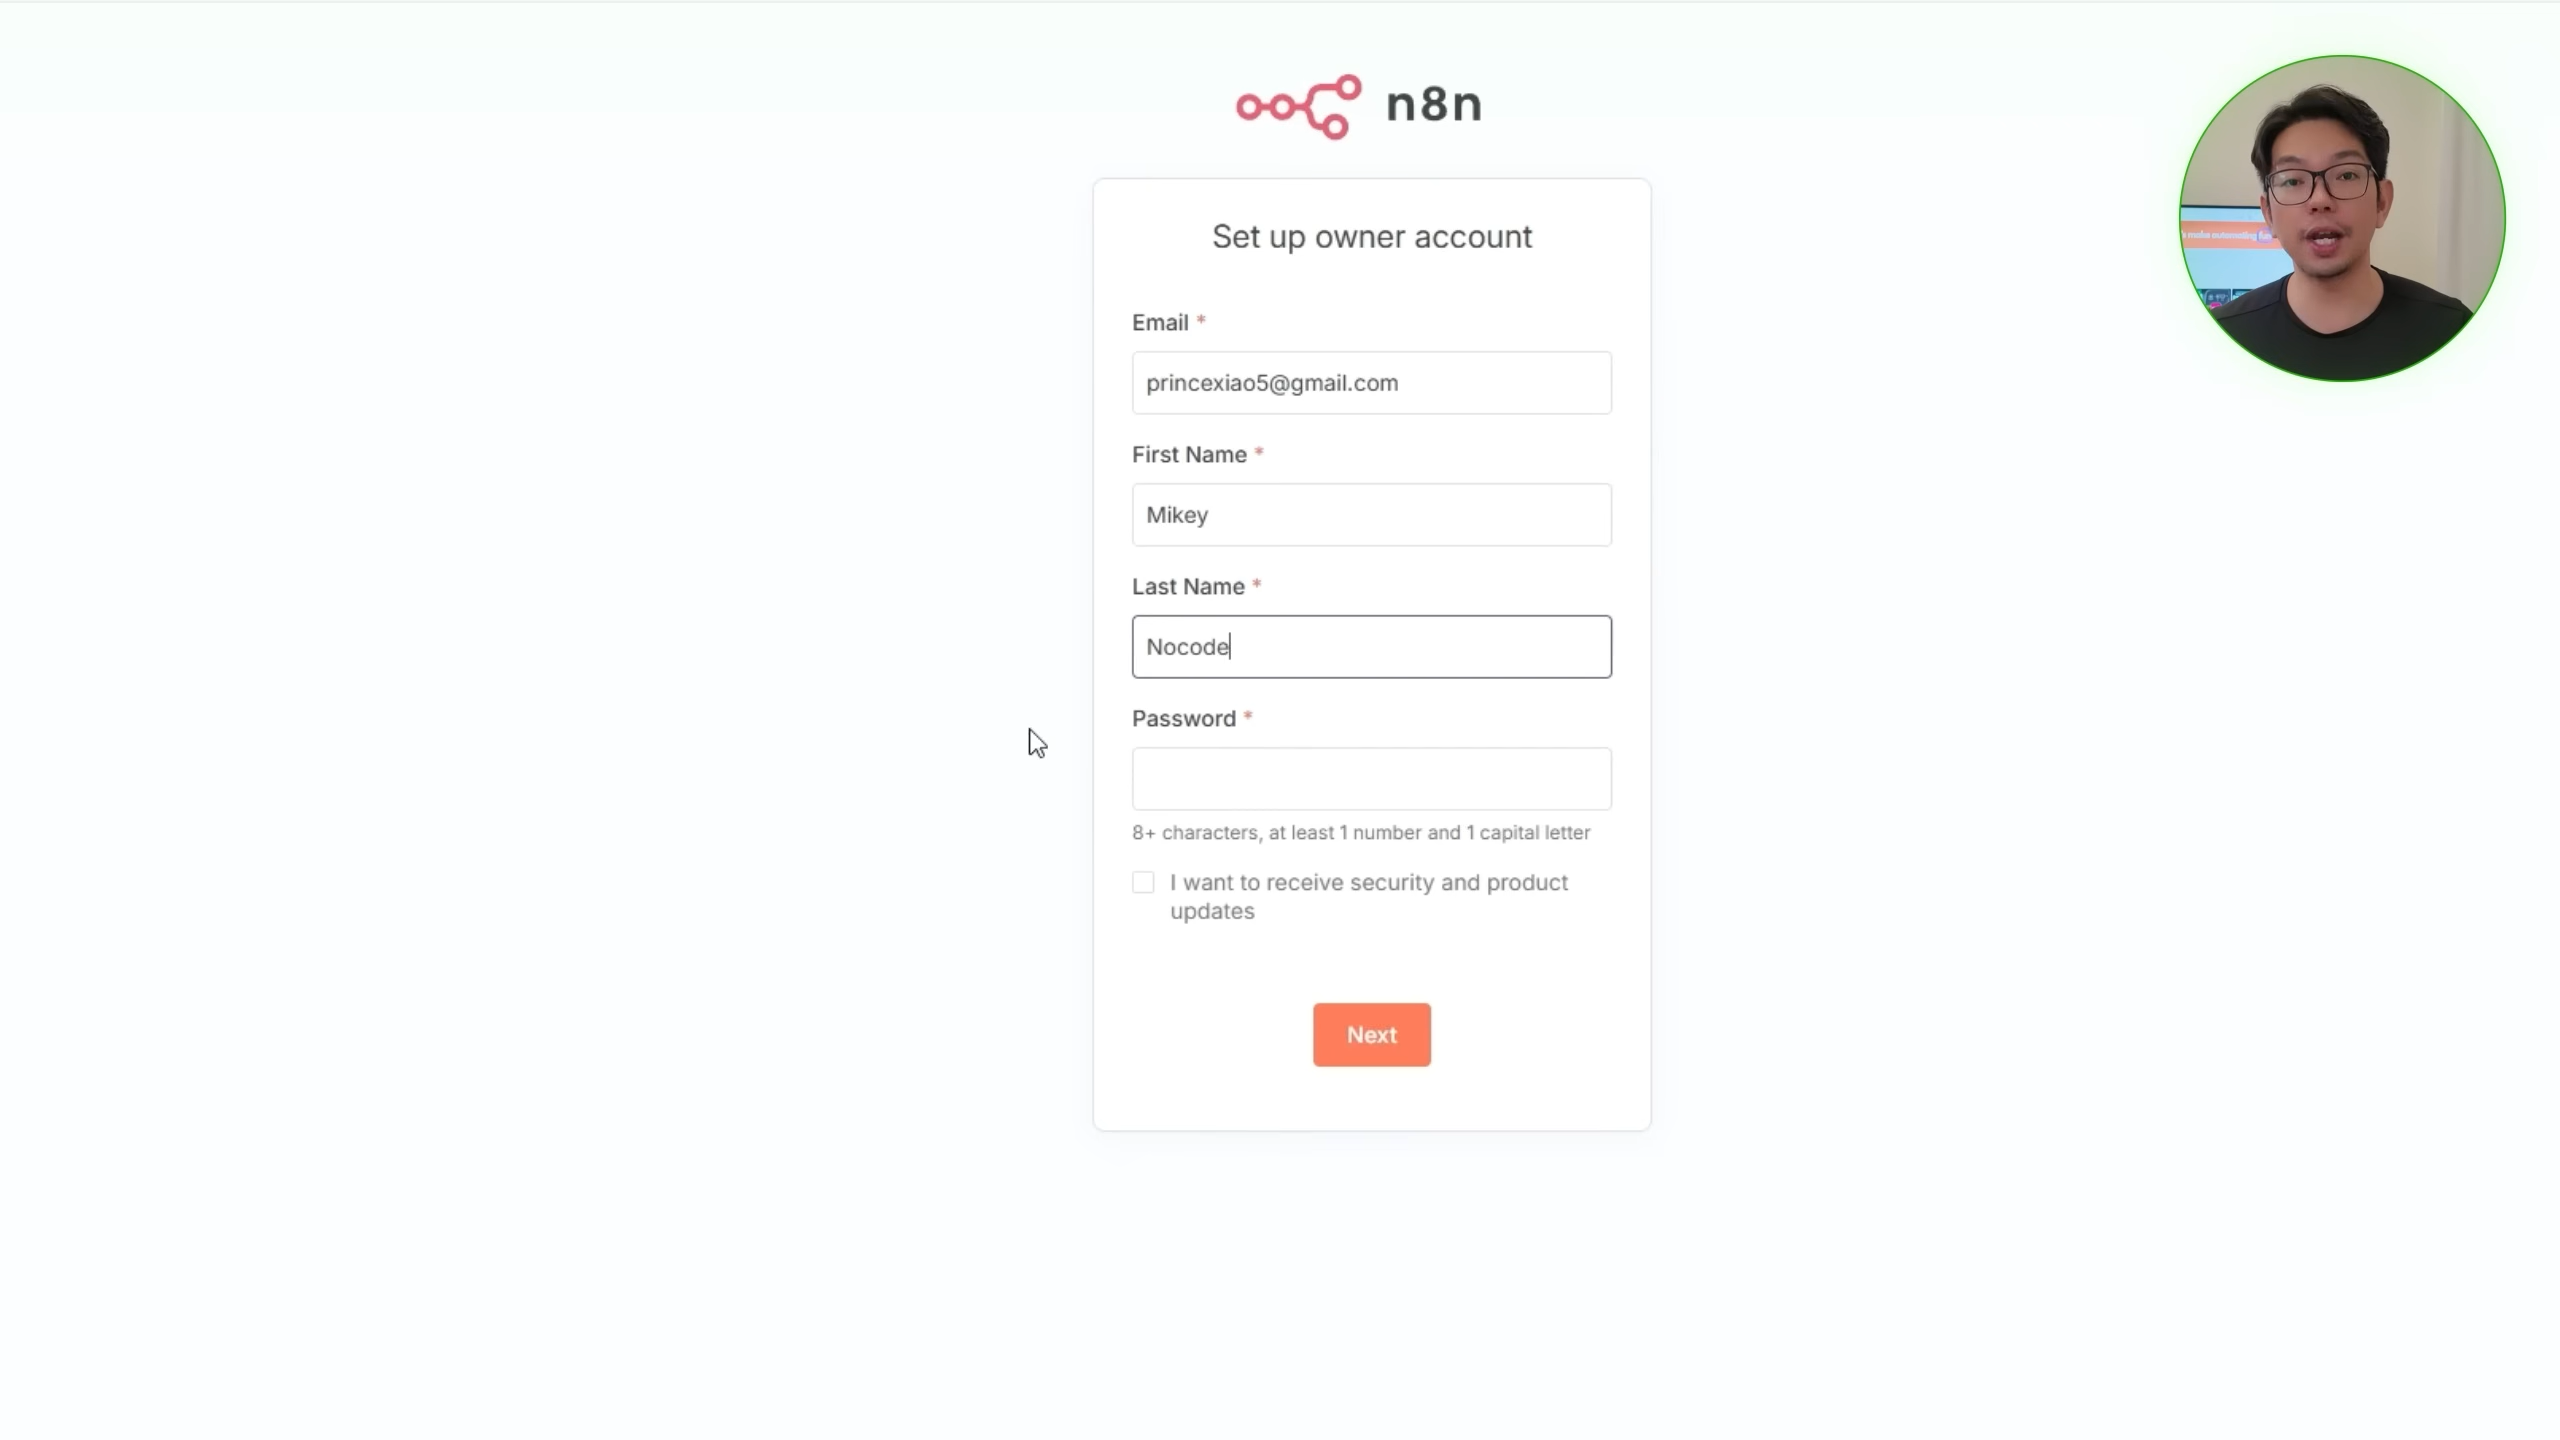 n8n
Set up owner account
Email *
princexiao5@gmail.com
First Name *
Mikey
Last Name *
Nocode
Password *
8+ characters, at least 1 number and 1 capital letter
I want to receive security and product
updates
Next